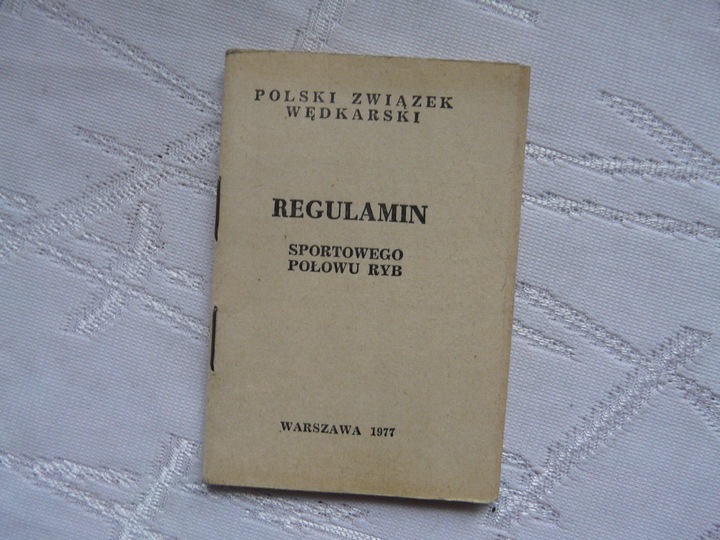 POLSKI ZWIĄZEK
WĘDKARSKI
REGULAMIN
SPORTOWEGO
POŁOWU RYB
WARSZAWA 1977